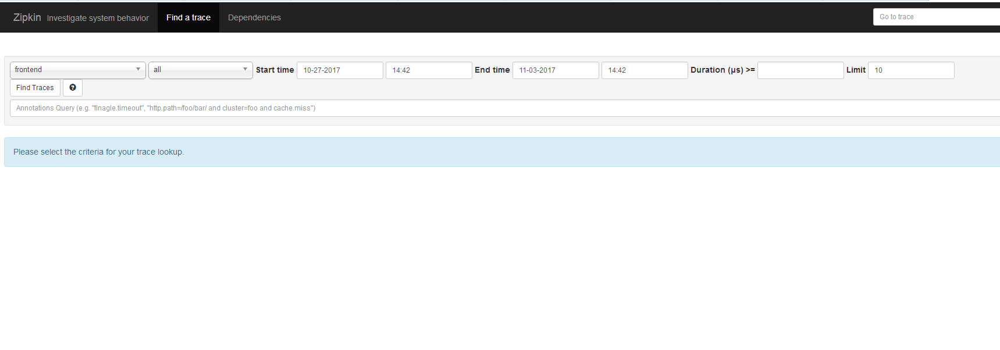 Zipkin Investigate system behavior Find a trace Dependencies Go to trace
frontend all Start time 10-27-2017 14:42 End time 11-03-2017 14:42 Duration (μs) >= Limit 10
Find Traces ?
Annotations Query (e.g. "finagle.timeout", "http.path=/foo/bar/ and cluster=foo and cache.miss")
Please select the criteria for your trace lookup.